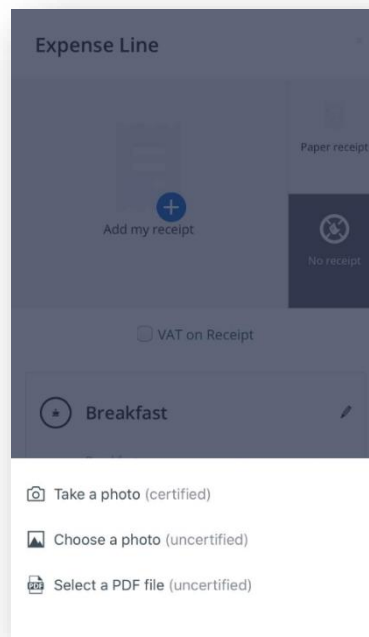 Expense Line
Paper receipt
Add my receipt
No receipt
VAT on Receipt
Breakfast
Take a photo (certified)
Choose a photo (uncertified)
PDF
Select a PDF file (uncertified)